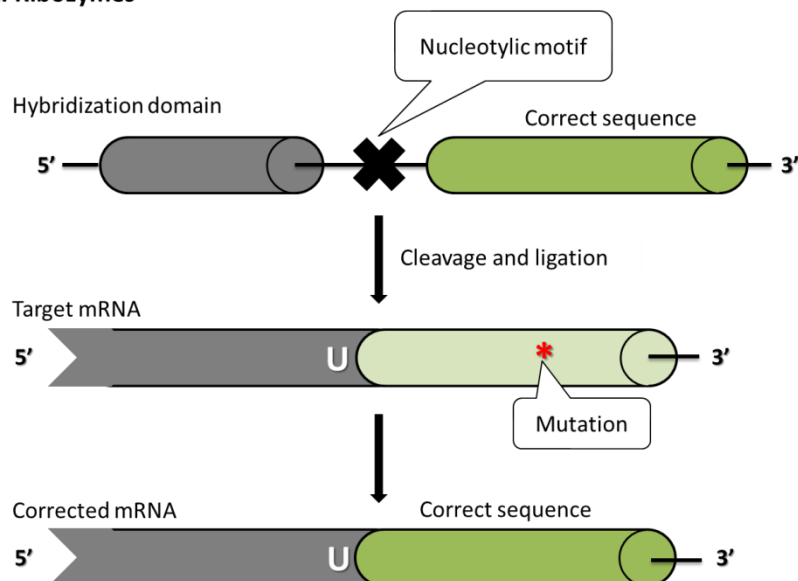 Nucleotylic motif
Hybridization domain
Correct sequence
5’ 3’
Cleavage and ligation
Target mRNA
5’ U * 3’
Mutation
Corrected mRNA Correct sequence
5’ U 3’